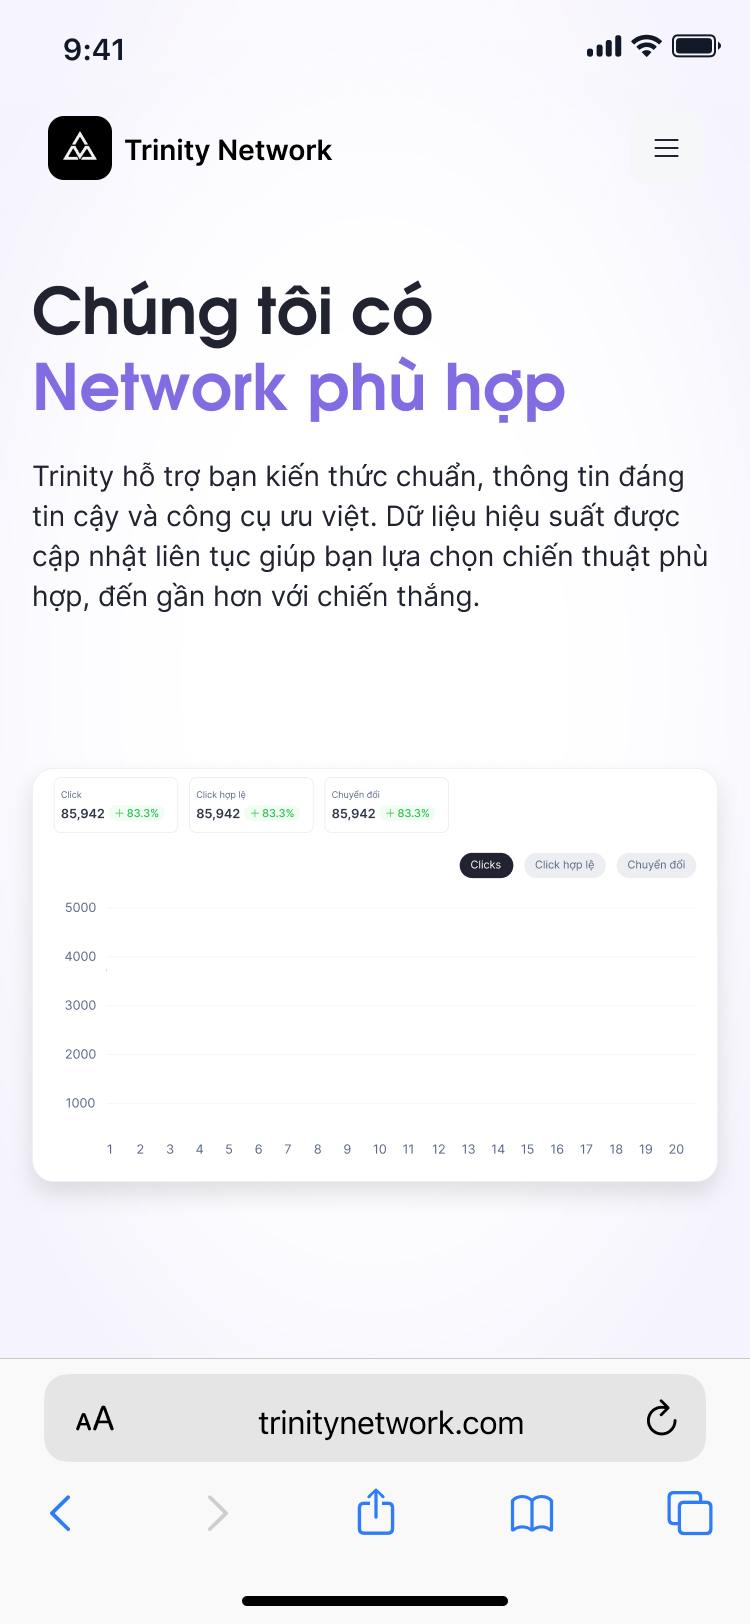 9:41
Trinity Network
Chúng tôi có
Network phù hợp
Trinity hỗ trợ bạn kiến thức chuẩn, thông tin đáng
tin cậy và công cụ ưu việt. Dữ liệu hiệu suất được
cập nhật liên tục giúp bạn lựa chọn chiến thuật phù
hợp, đến gần hơn với chiến thắng.
Click
85,942 + 83.3%
Click hợp lệ
85,942 + 83.3%
Chuyển đổi
85,942 + 83.3%
Clicks Click hợp lệ Chuyển đổi
5000
4000
3000
2000
1000
1 2 3 4 5 6 7 8 9 10 11 12 13 14 15 16 17 18 19 20
AA trinitynetwork.com